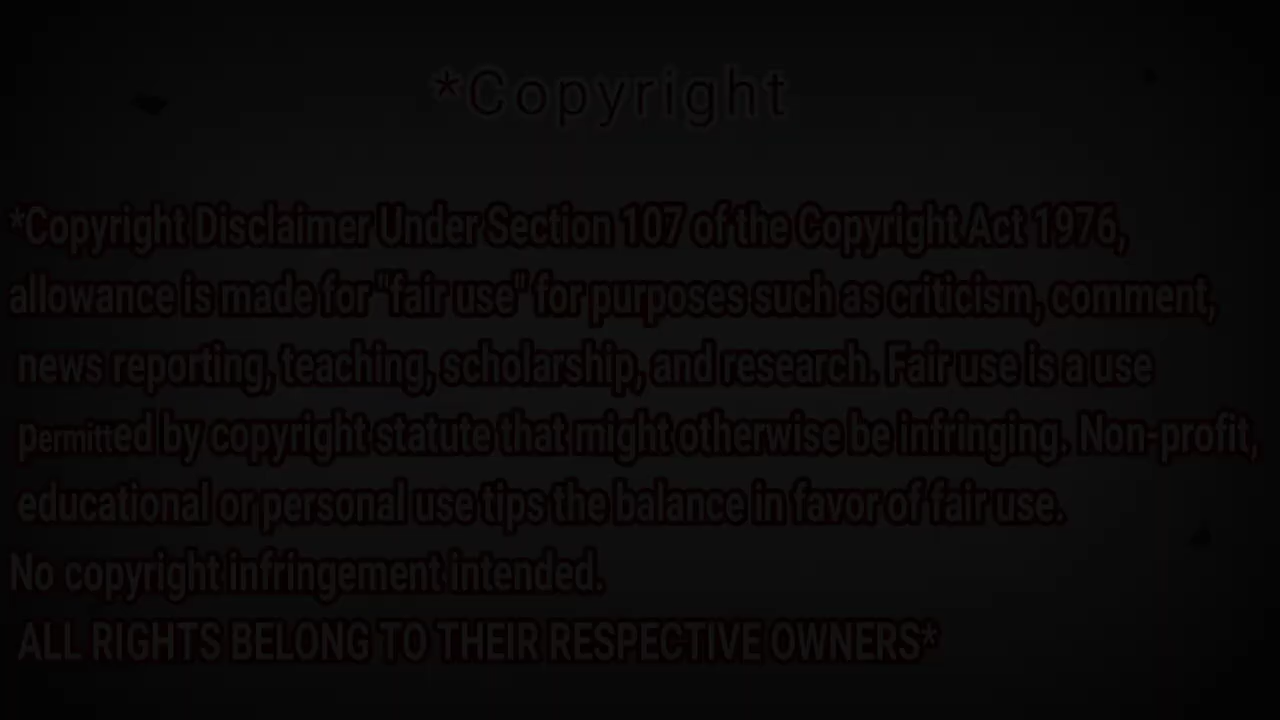 *Copyright
*Copyright Disclaimer Under Section 107 of the Copyright Act 1976,
allowance is made for "fair use" for purposes such as criticism, comment,
news reporting, teaching, scholarship, and research. Fair use is a use
Permitted by copyright statute that might otherwise be infringing. Non-profit,
educational or personal use tips the balance in favor of fair use.
No copyright infringement intended.
ALL RIGHTS BELONG TO THEIR RESPECTIVE OWNERS*